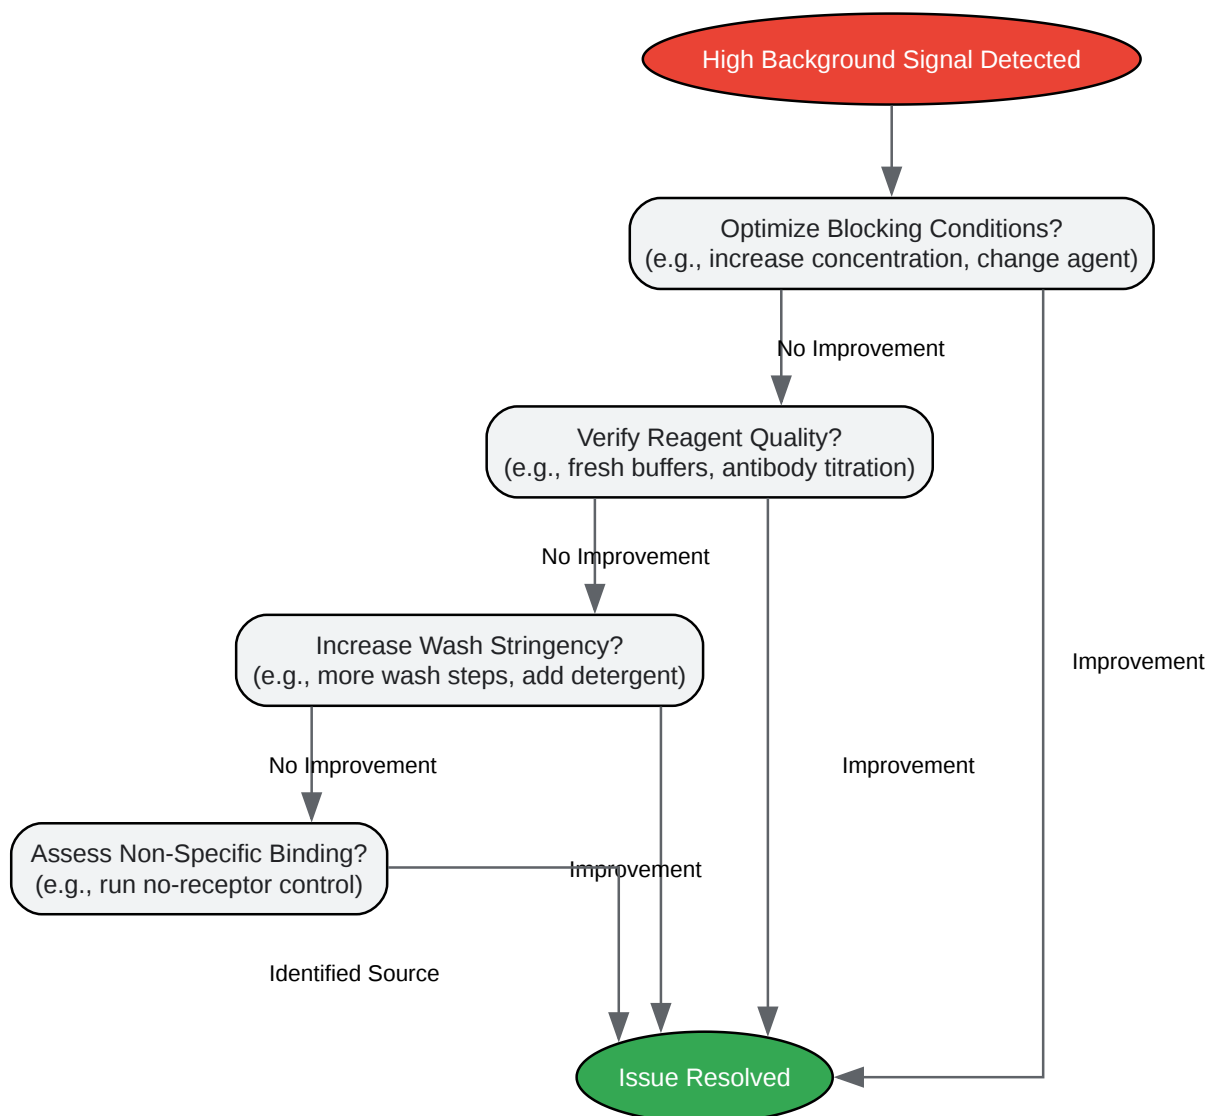 High Background Signal Detected
Optimize Blocking Conditions?
(e.g., increase concentration, change agent)
No Improvement
Verify Reagent Quality?
(e.g., fresh buffers, antibody titration)
No Improvement
Increase Wash Stringency?
(e.g., more wash steps, add detergent)
Improvement
No Improvement
Improvement
Assess Non-Specific Binding?
(e.g., run no-receptor control)
Improvement
Identified Source
Issue Resolved